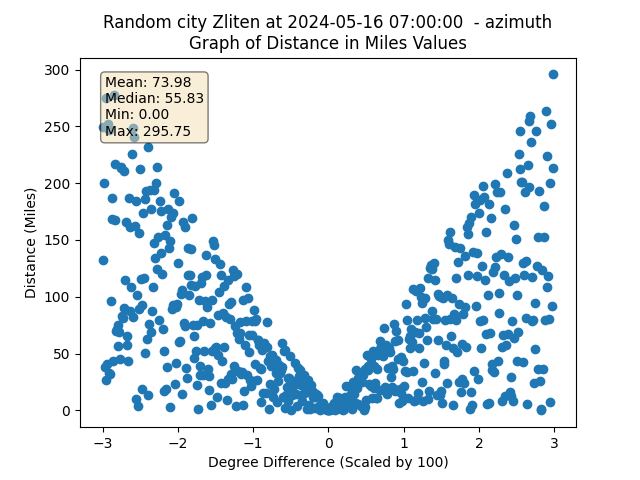 Random city Zliten at 2024-05-16 07:00:00 - azimuth
Graph of Distance in Miles Values
Mean: 73.98
Median: 55.83
Min: 0.00
Max: 295.75
300
250
200
150
100
50
0
Distance (Miles)
−3 −2 −1 0 1 2 3
Degree Difference (Scaled by 100)